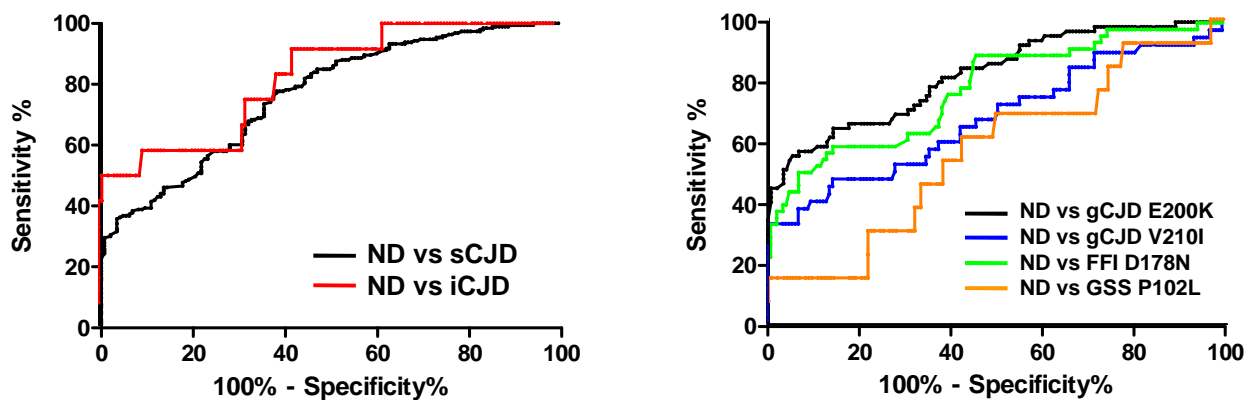 100
80
60
40
20
0
Sensitivity %
0 20 40 60 80 100
100% - Specificity%
ND vs sCJD
ND vs iCJD
100
80
60
40
20
0
Sensitivity %
0 20 40 60 80 100
100% - Specificity%
ND vs gCJD E200K
ND vs gCJD V210I
ND vs FFI D178N
ND vs GSS P102L